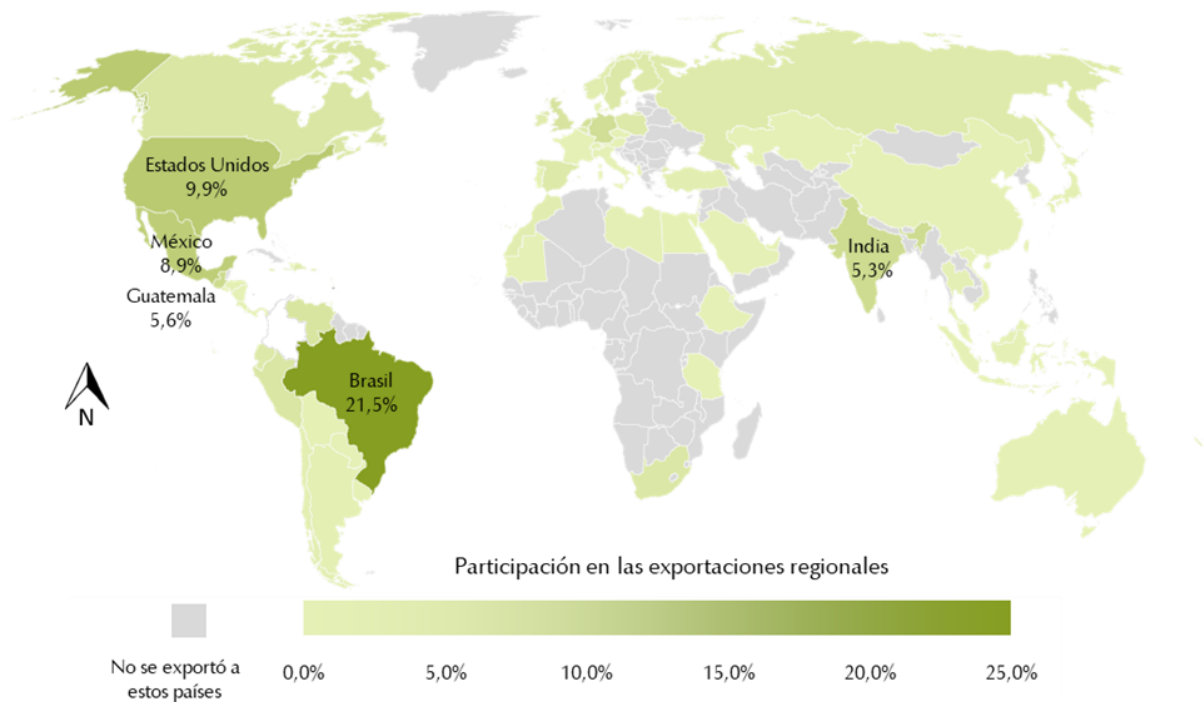 Estados Unidos
9,9%
México
8,9%
Guatemala
5,6%
India
5,3%
Brasil
21,5%
N
Participación en las exportaciones regionales
No se exportó a
estos países
0,0%
5,0%
10,0%
15,0%
20,0%
25,0%